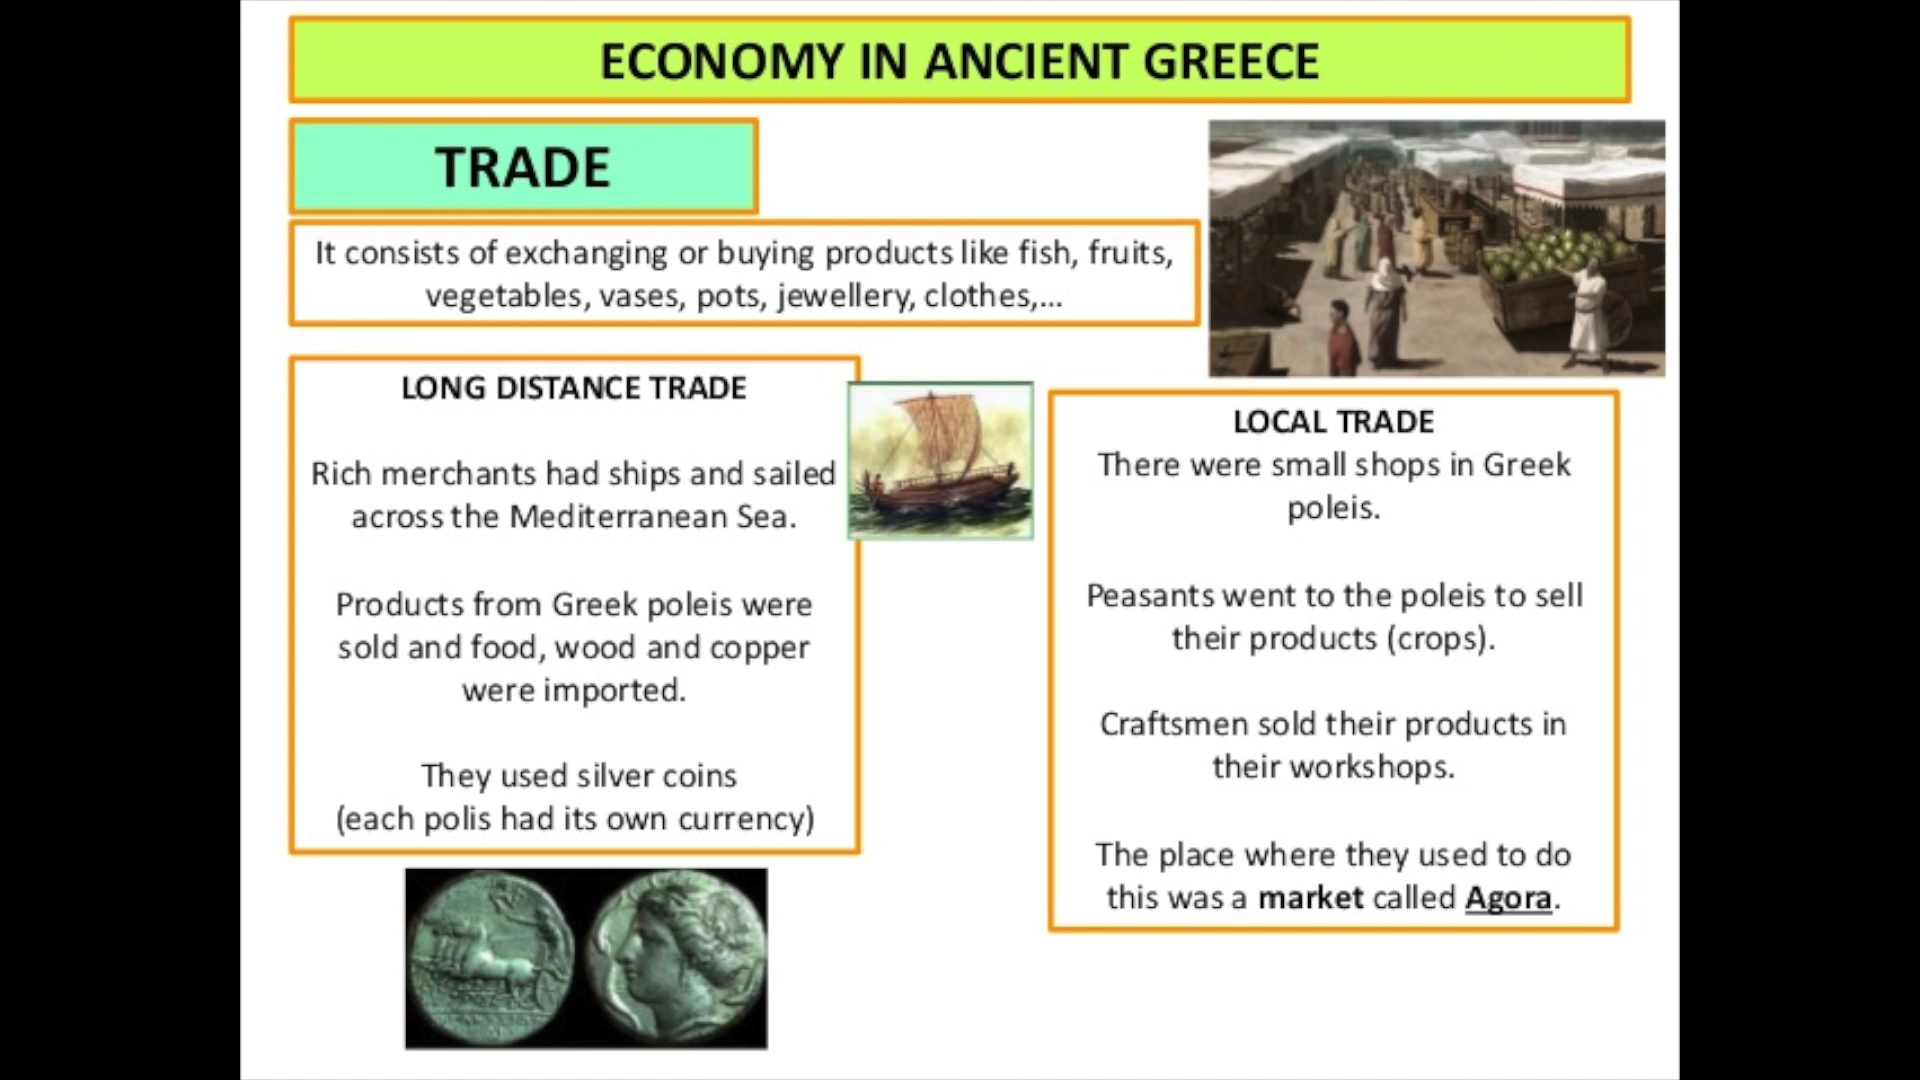 ECONOMY IN ANCIENT GREECE
TRADE
It consists of exchanging or buying products like fish, fruits,
vegetables, vases, pots, jewellery, clothes,...
LONG DISTANCE TRADE
Rich merchants had ships and sailed
across the Mediterranean Sea.
Products from Greek poleis were
sold and food, wood and copper
were imported.
They used silver coins
(each polis had its own currency)
LOCAL TRADE
There were small shops in Greek
poleis.
Peasants went to the poleis to sell
their products (crops).
Craftsmen sold their products in
their workshops.
The place where they used to do
this was a market called Agora.